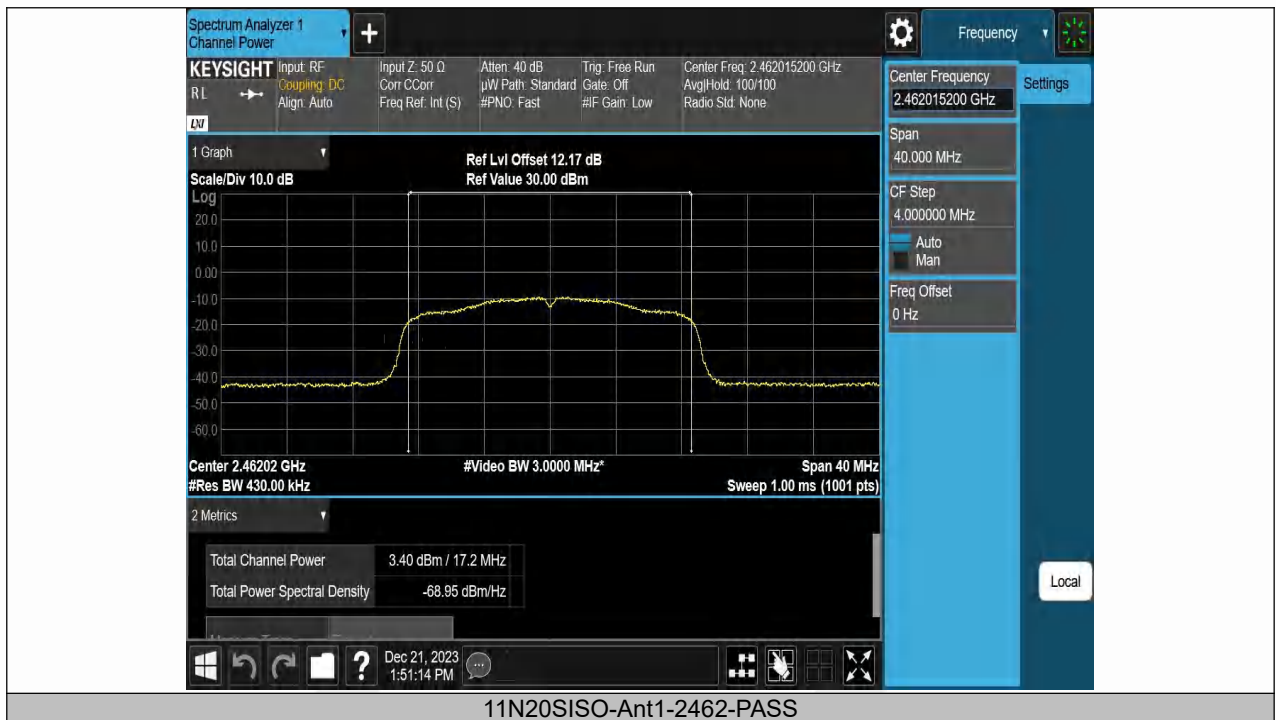 Spectrum Analyzer 1
Channel Power
+
Frequency
KEYSIGHT
RL
LXI
Input: RF
Coupling: DC
Align: Auto
Input Z: 50 Ω
Corr CCorr
Freq Ref: Int (S)
Atten: 40 dB
µW Path: Standard
#PNO: Fast
Trig: Free Run
Gate: Off
#IF Gain: Low
Center Freq: 2.462015200 GHz
Avg|Hold: 100/100
Radio Std: None
Center Frequency
2.462015200 GHz
Settings
Span
40.000 MHz
CF Step
4.000000 MHz
Auto
Man
Freq Offset
0 Hz
Local
1 Graph
Scale/Div 10.0 dB
Ref Lvl Offset 12.17 dB
Ref Value 30.00 dBm
Log
20.0
10.0
0.00
-10.0
-20.0
-30.0
-40.0
-50.0
-60.0
Center 2.46202 GHz
#Video BW 3.0000 MHz*
Span 40 MHz
#Res BW 430.00 kHz
Sweep 1.00 ms (1001 pts)
2 Metrics
Total Channel Power 3.40 dBm / 17.2 MHz
Total Power Spectral Density -68.95 dBm/Hz
?
Dec 21, 2023
1:51:14 PM
11N20SISO-Ant1-2462-PASS